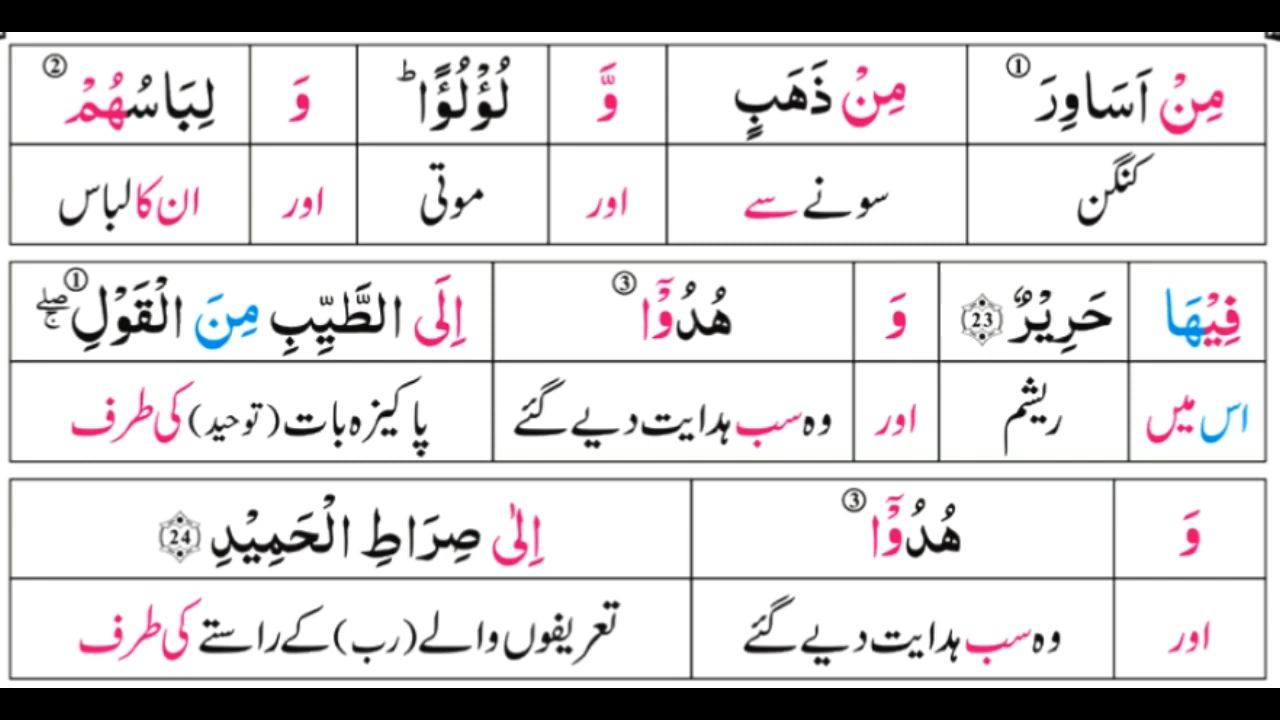 مِنْ اَسَاوِرَ ① مِنْ ذَهَبٍ وَّ لُؤْلُؤًا ؕ وَ لِبَاسُهُمْ ②
کنگن سونے سے اور موتی اور ان کا لباس
فِيْهَا حَرِيْرٌ ۟ 23 وَ هُدُوْۤا ③ اِلَى الطَّيِّبِ مِنَ الْقَوْلِ ① ۖۚ
اس میں ریشم اور وہ سب ہدایت دیے گئے پاکیزہ بات (توحید) کی طرف
وَ هُدُوْۤا ③ اِلٰى صِرَاطِ الْحَمِيْدِ 24
اور وہ سب ہدایت دیے گئے تعریفوں والے (رب) کے راستے کی طرف